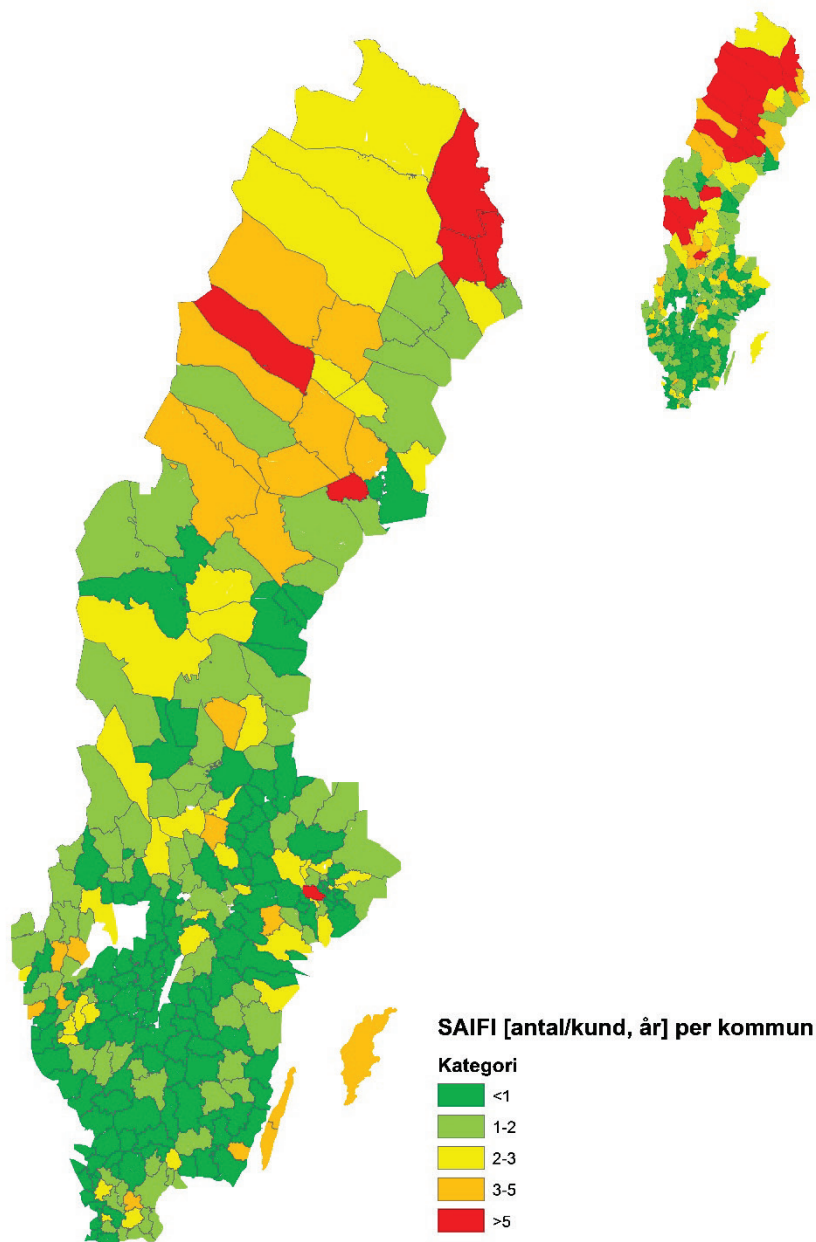 SAIFI [antal/kund, år] per kommun
Kategori
<1
1-2
2-3
3-5
>5